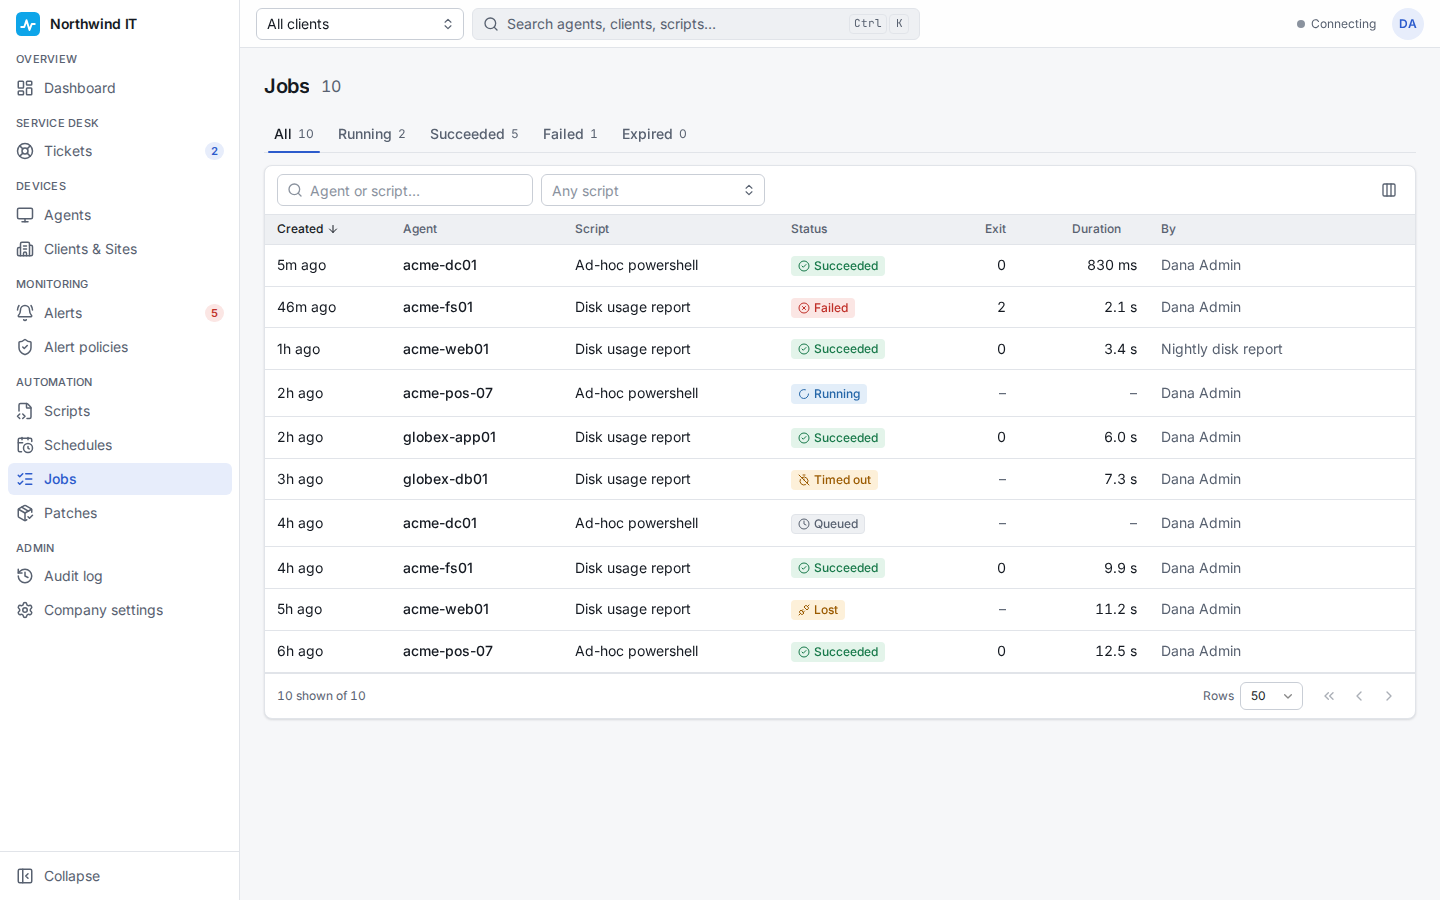 Northwind IT
OVERVIEW
Dashboard
SERVICE DESK
Tickets 2
DEVICES
Agents
Clients & Sites
MONITORING
Alerts 5
Alert policies
AUTOMATION
Scripts
Schedules
Jobs
Patches
ADMIN
Audit log
Company settings
Collapse
All clients
Search agents, clients, scripts... Ctrl K
Connecting
DA
Jobs 10
All 10 Running 2 Succeeded 5 Failed 1 Expired 0
Agent or script... Any script
Created Agent Script Status Exit Duration By
5m ago acme-dc01 Ad-hoc powershell Succeeded 0 830 ms Dana Admin
46m ago acme-fs01 Disk usage report Failed 2 2.1 s Dana Admin
1h ago acme-web01 Disk usage report Succeeded 0 3.4 s Nightly disk report
2h ago acme-pos-07 Ad-hoc powershell Running – – Dana Admin
2h ago globex-app01 Disk usage report Succeeded 0 6.0 s Dana Admin
3h ago globex-db01 Disk usage report Timed out – 7.3 s Dana Admin
4h ago acme-dc01 Ad-hoc powershell Queued – – Dana Admin
4h ago acme-fs01 Disk usage report Succeeded 0 9.9 s Dana Admin
5h ago acme-web01 Disk usage report Lost – 11.2 s Dana Admin
6h ago acme-pos-07 Ad-hoc powershell Succeeded 0 12.5 s Dana Admin
10 shown of 10
Rows 50